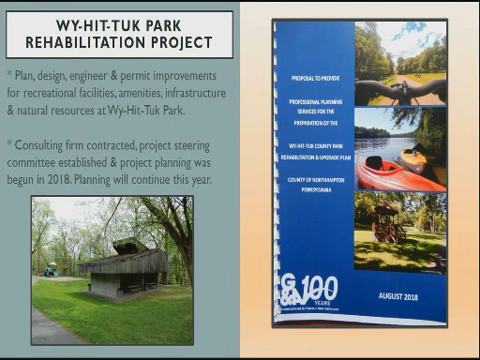 WY-HIT-TUK PARK
REHABILITATION PROJECT
* Plan, design, engineer & permit improvements
for recreational facilities, amenities, infrastructure
& natural resources at Wy-Hit-Tuk Park.
* Consulting firm contracted, project steering
committee established & project planning was
begun in 2018. Planning will continue this year.
PROPOSAL TO PROVIDE
PROFESSIONAL PLANNING
SERVICES FOR THE
PREPARATION OF THE
WY-HIT-TUK COUNTY PARK
REHABILITATION & UPGRADE PLAN
COUNTY OF NORTHAMPTON
PENNSYLVANIA
100
YEARS
AUGUST 2018